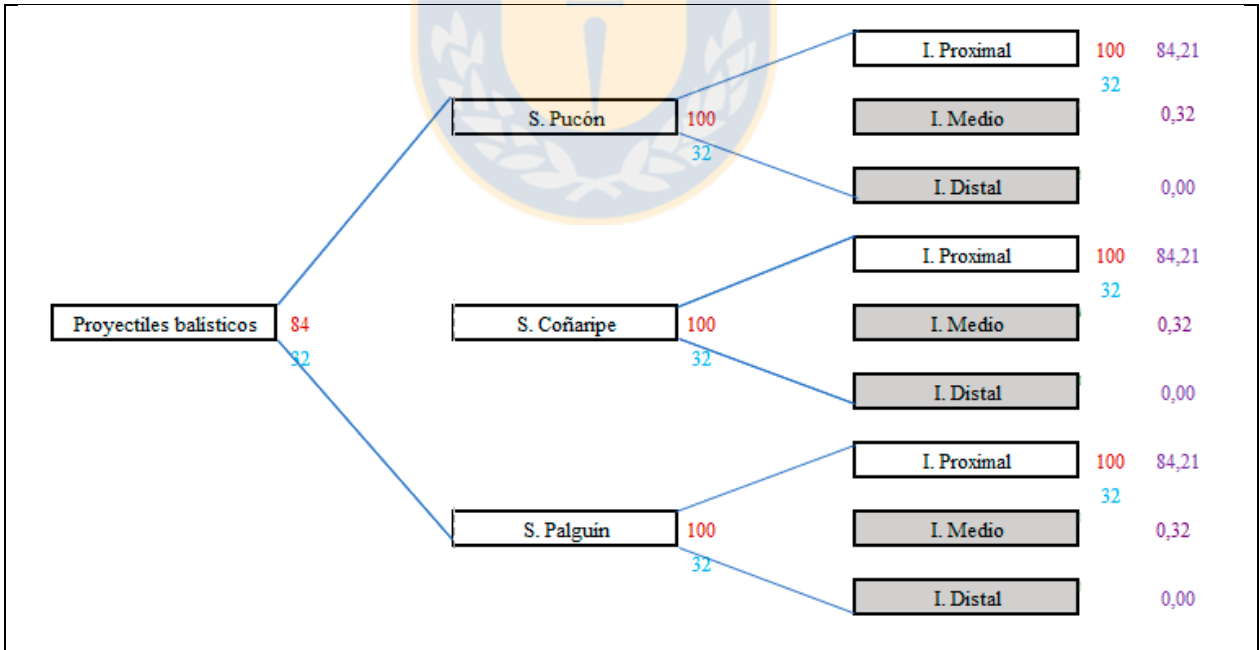 I. Proximal 100 84,21
32
S. Pucón 100
32
I. Medio 0,32
I. Distal 0,00
I. Proximal 100 84,21
32
Proyectiles balísticos 84
32
S. Coñaripe 100
32
I. Medio 0,32
I. Distal 0,00
I. Proximal 100 84,21
32
S. Palguín 100
32
I. Medio 0,32
I. Distal 0,00